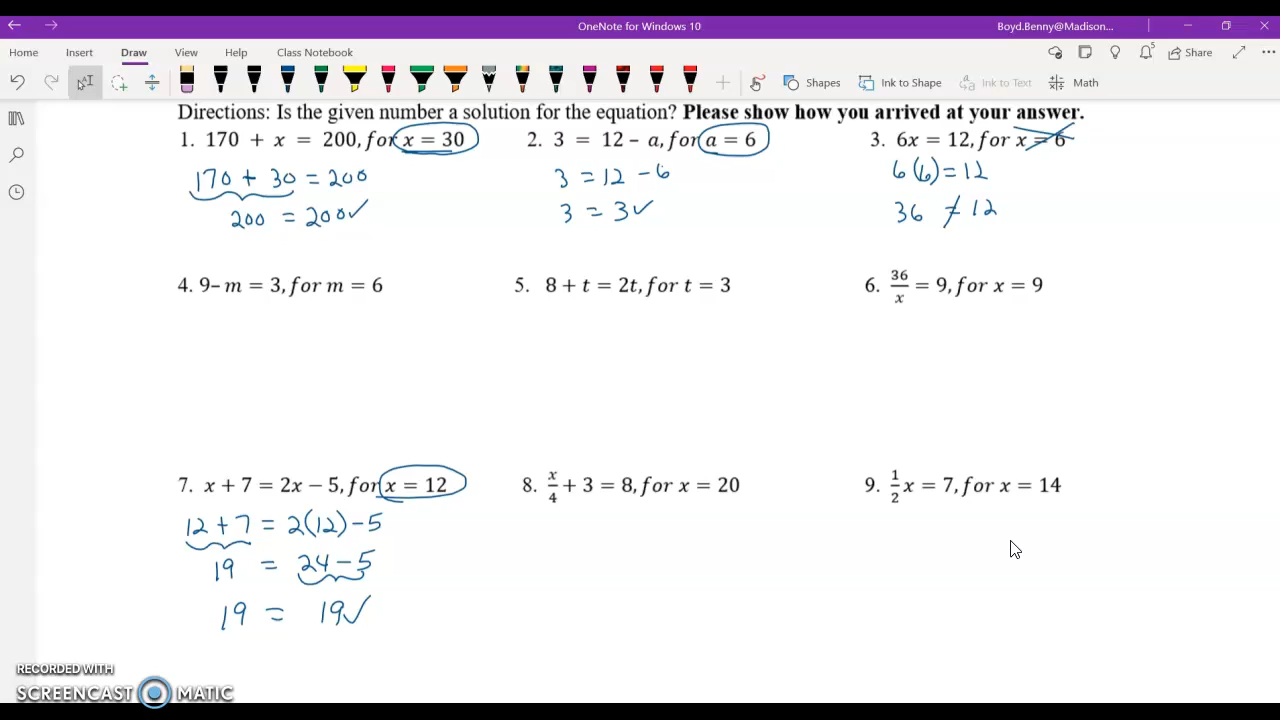 OneNote for Windows 10
Boyd.Benny@Madison...
Home Insert Draw View Help Class Notebook
5 Share
Shapes Ink to Shape Ink to Text Math
Directions: Is the given number a solution for the equation? Please show how you arrived at your answer.
1. 170 + x = 200, for x = 30 2. 3 = 12 – a, for a = 6 3. 6x = 12, for x = 6
170 + 30 = 200 3 = 12 - 6 6(6) = 12
200 = 200✓ 3 = 3✓ 36 ≠ 12
4. 9– m = 3, for m = 6 5. 8 + t = 2t, for t = 3 6. 36/x = 9, for x = 9
7. x + 7 = 2x − 5, for x = 12 8. x/4 + 3 = 8, for x = 20 9. 1/2 x = 7, for x = 14
12 + 7 = 2(12) - 5
19 = 24 - 5
19 = 19✓
RECORDED WITH
SCREENCAST MATIC